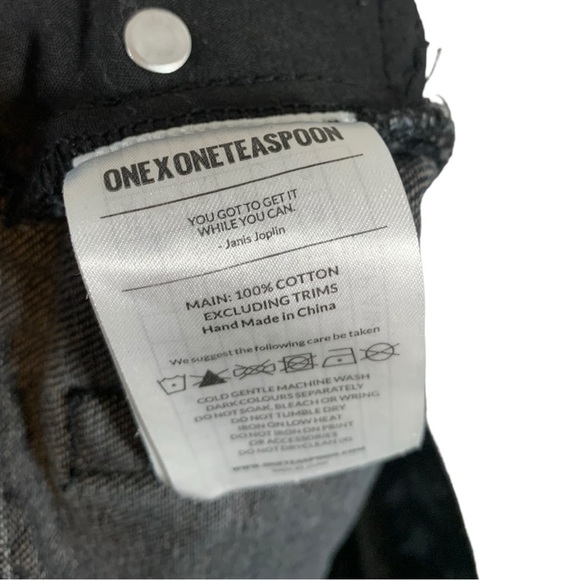 ONEXONETEASPOON
YOU GOT TO GET IT
WHILE YOU CAN.
- Janis Joplin
MAIN: 100% COTTON
EXCLUDING TRIMS
Hand Made in China
We suggest the following care be taken
COLD GENTLE MACHINE WASH
DARK COLOURS SEPARATELY
DO NOT SOAK, BLEACH OR WRING
DO NOT TUMBLE DRY
IRON ON LOW HEAT
DO NOT IRON ON PRINT
OR ACCESSORIES
DO NOT DRYCLEAN
WWW.ONETEASPOON.COM